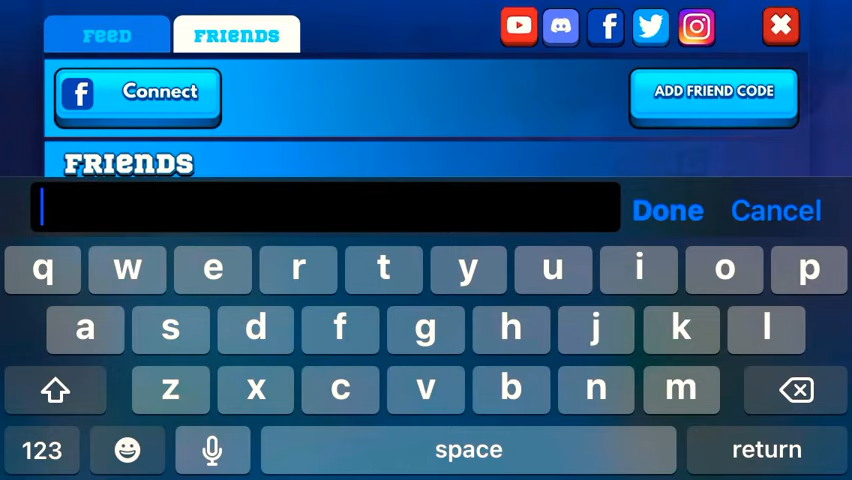 FeeD FRIENDS
Connect ADD FRIEND CODE
FRIENDS
Done Cancel
q w e r t y u i o p
a s d f g h j k l
z x c v b n m
123 space return